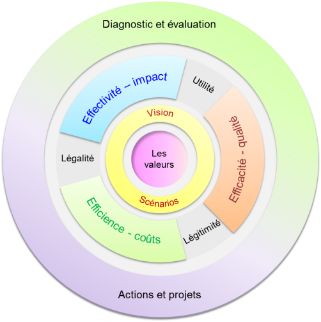 Diagnostic et évaluation
Effectivité – impact
Utilité
Vision
Légalité
Les
valeurs
Efficacité - qualité
Scénarios
Efficience - coûts
Légitimité
Actions et projets